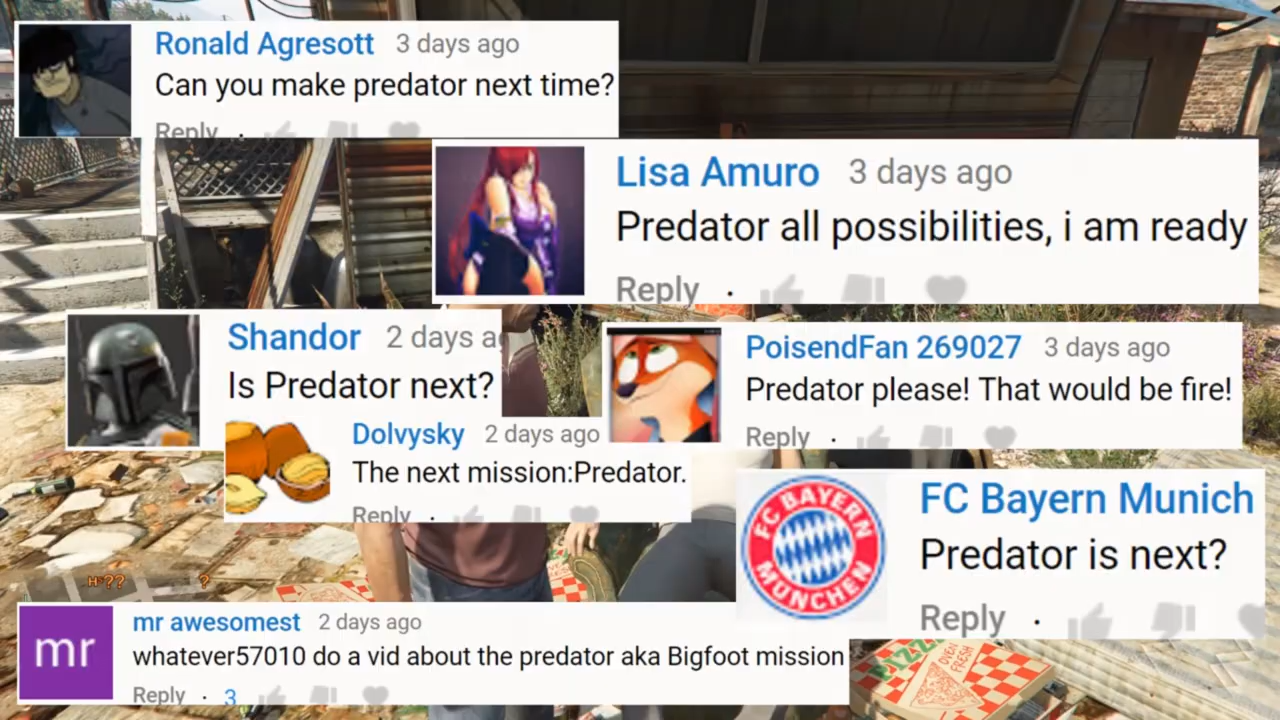 Ronald Agresott 3 days ago
Can you make predator next time?
Reply
Lisa Amuro 3 days ago
Predator all possibilities, i am ready
Reply
Shandor 2 days a
Is Predator next?
PoisendFan 269027 3 days ago
Predator please! That would be fire!
Reply
Dolvysky 2 days ago
The next mission:Predator.
Reply
FC BAYERN
MÜNCHEN
FC Bayern Munich
Predator is next?
Reply
H ??
?
mr
mr awesomest 2 days ago
whatever57010 do a vid about the predator aka Bigfoot mission
Reply · 3
PIZZ
OVEN
FRESH